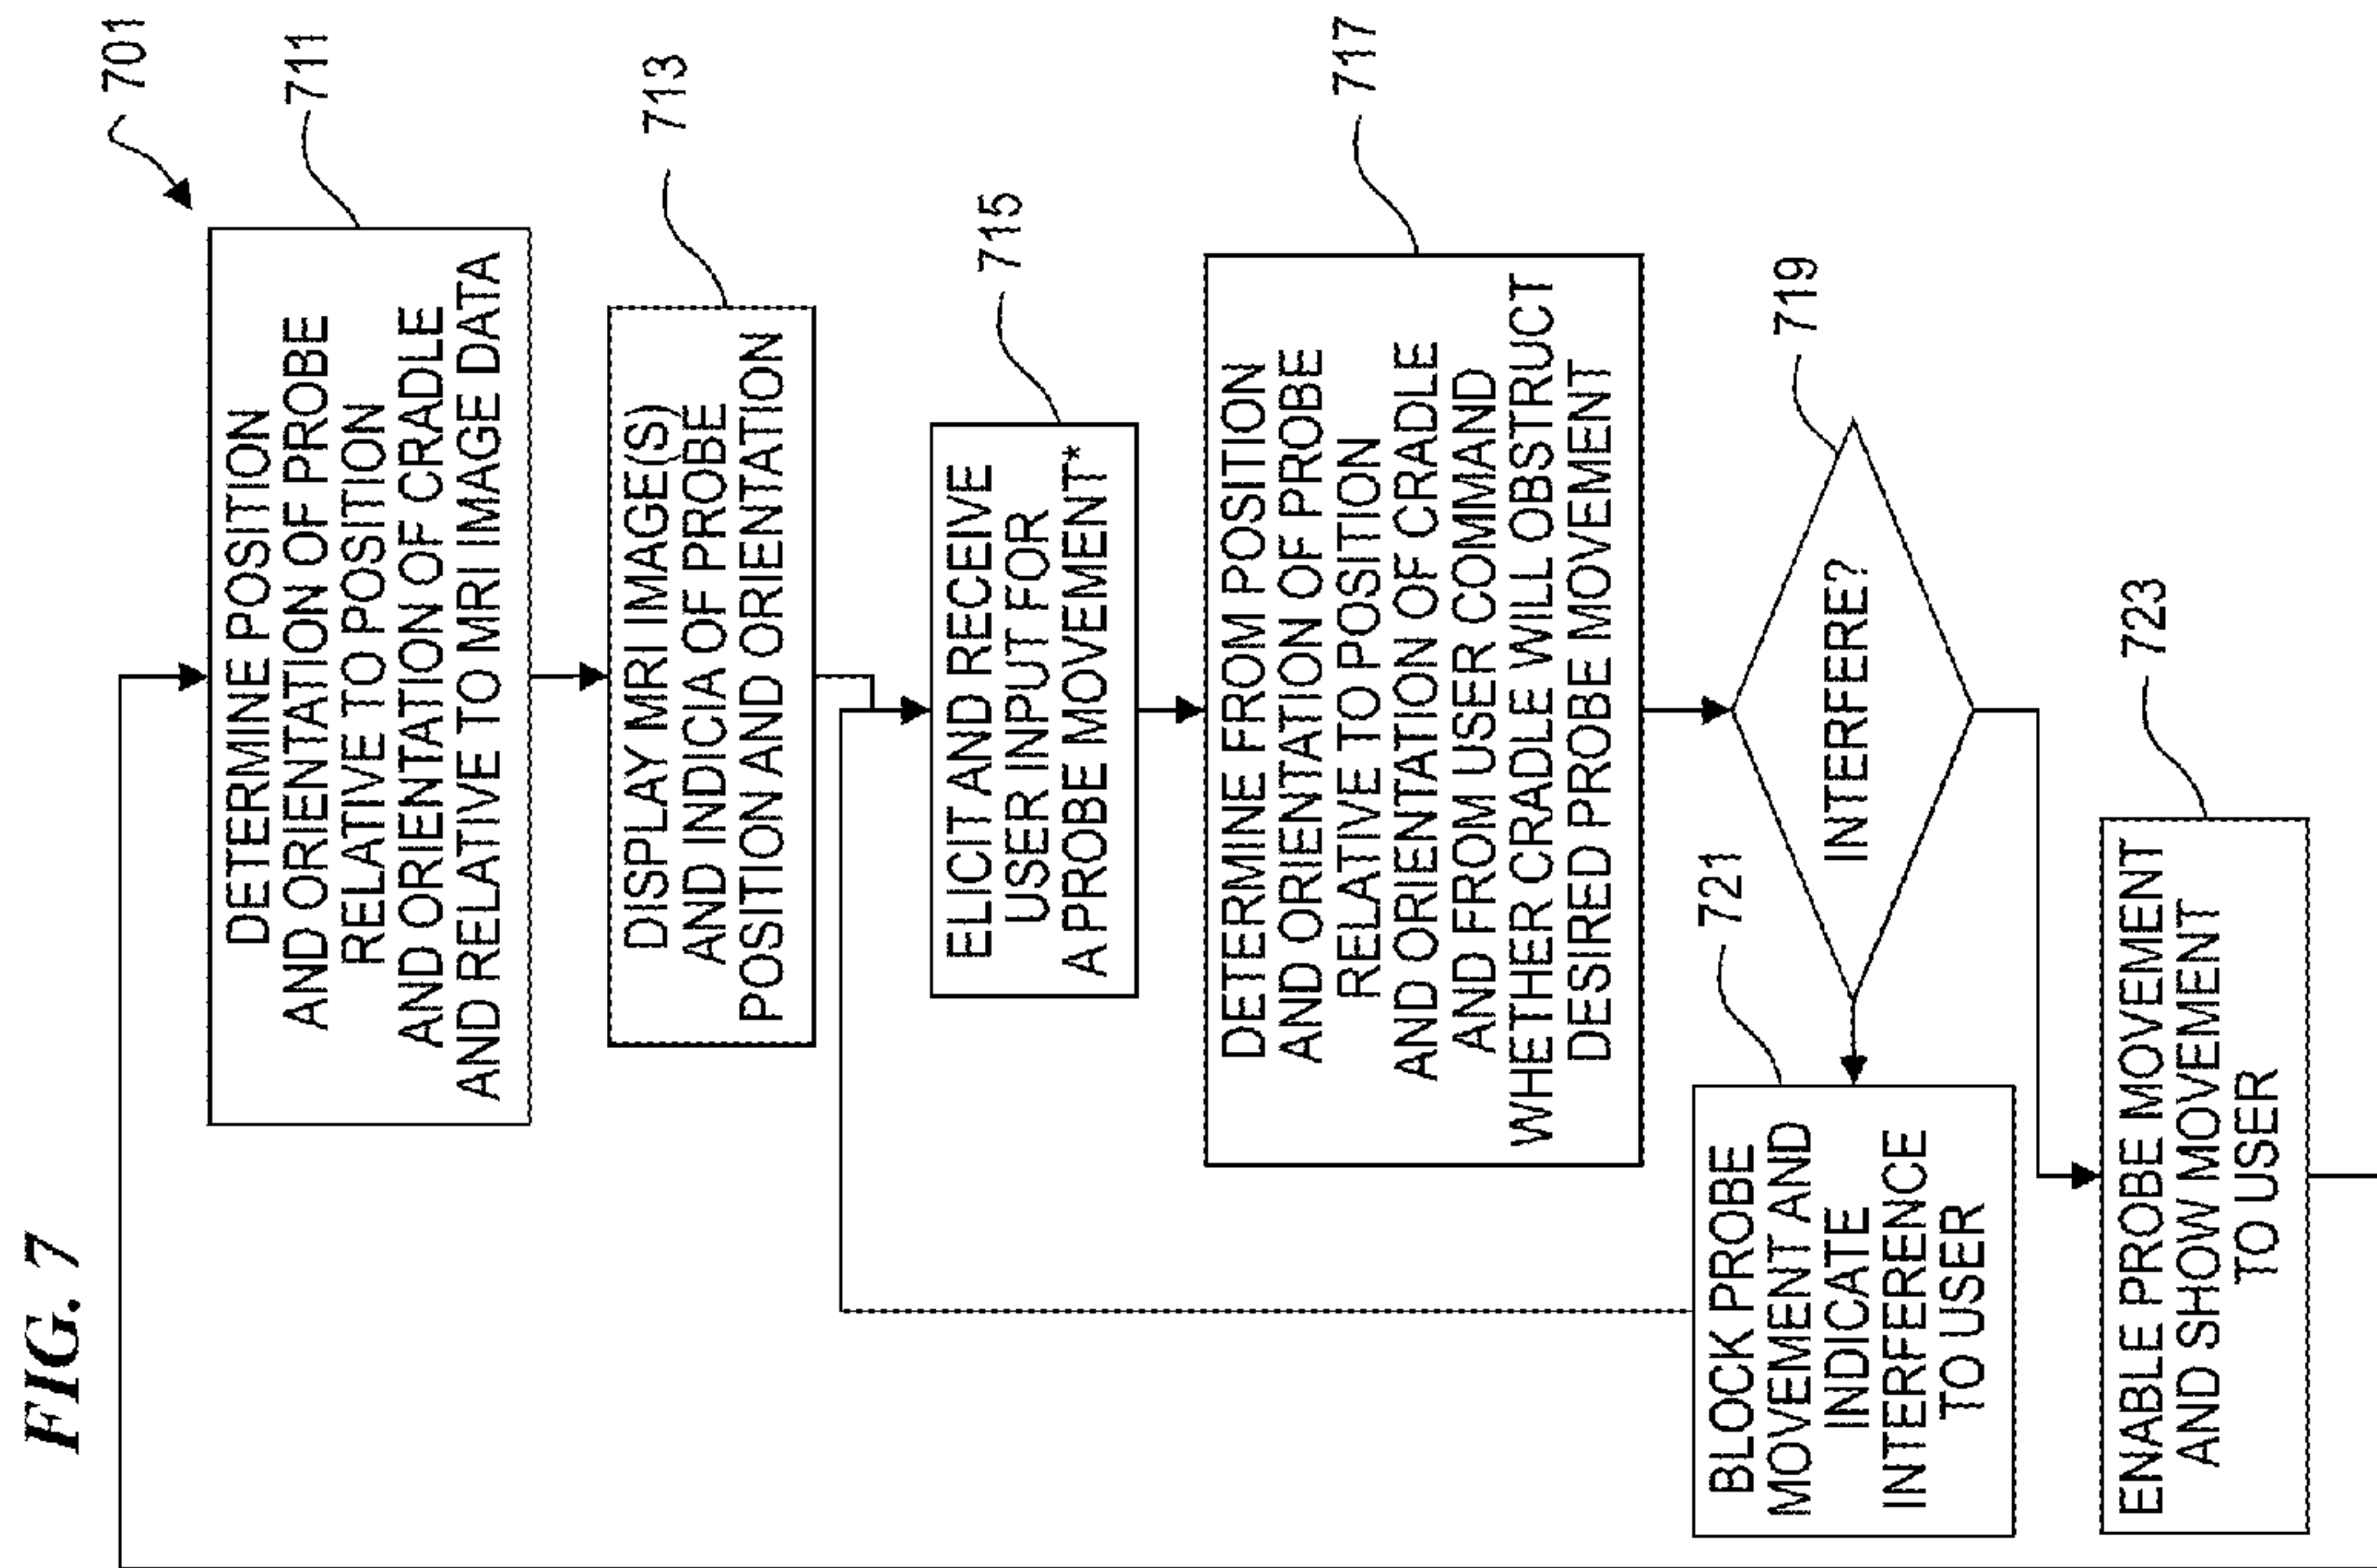 FIG. 7
701
DETERMINE POSITION
AND ORIENTATION OF PROBE
RELATIVE TO POSITION
AND ORIENTATION OF CRADLE
AND RELATIVE TO MRI IMAGE DATA
711
DISPLAY MRI IMAGE(S)
AND INDICIA OF PROBE
POSITION AND ORIENTATION
713
ELICIT AND RECEIVE
USER INPUT FOR
A PROBE MOVEMENT*
715
DETERMINE FROM POSITION
AND ORIENTATION OF PROBE
RELATIVE TO POSITION
AND ORIENTATION OF CRADLE
AND FROM USER COMMAND
WHETHER CRADLE WILL OBSTRUCT
DESIRED PROBE MOVEMENT
717
INTERFERE?
719
BLOCK PROBE
MOVEMENT AND
INDICATE
INTERFERENCE
TO USER
721
ENABLE PROBE MOVEMENT
AND SHOW MOVEMENT
TO USER
723